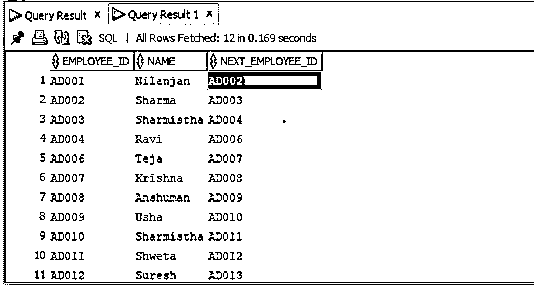 Query Result × Query Result 1 ×
SQL | All Rows Fetched: 12 in 0.169 seconds
EMPLOYEE_ID NAME NEXT_EMPLOYEE_ID
1 AD001 Nilanjan AD002
2 AD002 Sharma AD003
3 AD003 Sharmistha AD004
4 AD004 Ravi AD006
5 AD006 Teja AD007
6 AD007 Krishna AD008
7 AD008 Anshuman AD009
8 AD009 Usha AD010
9 AD010 Sharmistha AD011
10 AD011 Shweta AD012
11 AD012 Suresh AD013